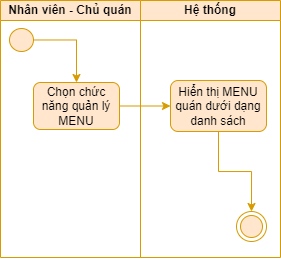 Nhân viên - Chủ quán
Hệ thống
Chọn chức
năng quản lý
MENU
Hiển thị MENU
quán dưới dạng
danh sách